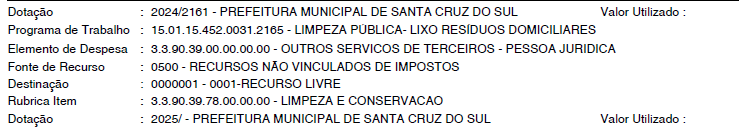 Dotação : 2024/2161 - PREFEITURA MUNICIPAL DE SANTA CRUZ DO SUL Valor Utilizado :
Programa de Trabalho : 15.01.15.452.0031.2165 - LIMPEZA PÚBLICA- LIXO RESÍDUOS DOMICILIARES
Elemento de Despesa : 3.3.90.39.00.00.00.00 - OUTROS SERVICOS DE TERCEIROS - PESSOA JURIDICA
Fonte de Recurso : 0500 - RECURSOS NÃO VINCULADOS DE IMPOSTOS
Destinação : 0000001 - 0001-RECURSO LIVRE
Rubrica Item : 3.3.90.39.78.00.00.00 - LIMPEZA E CONSERVACAO
Dotação : 2025/ - PREFEITURA MUNICIPAL DE SANTA CRUZ DO SUL Valor Utilizado :